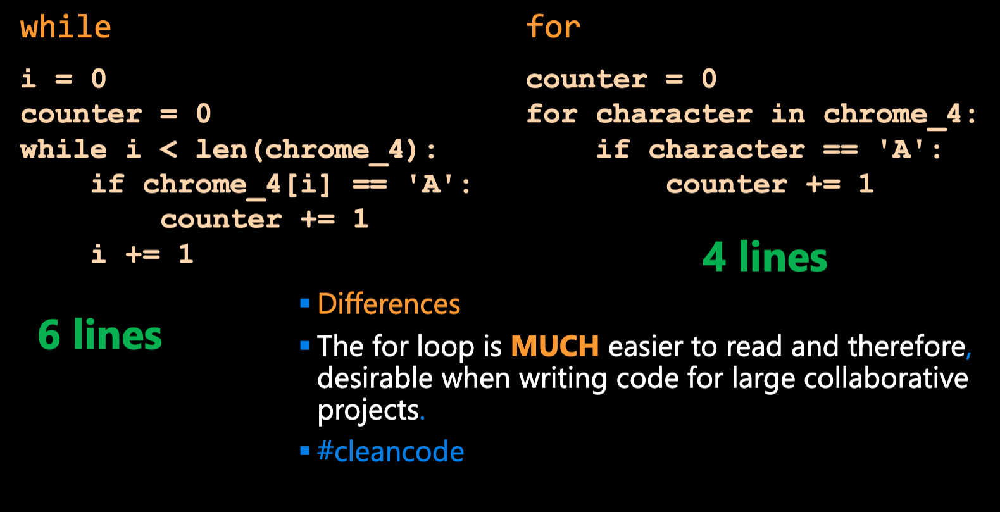 while
i = 0
counter = 0
while i < len(chrome_4):
    if chrome_4[i] == 'A':
        counter += 1
    i += 1
6 lines
for
counter = 0
for character in chrome_4:
    if character == 'A':
        counter += 1
4 lines
Differences
The for loop is MUCH easier to read and therefore,
desirable when writing code for large collaborative
projects.
#cleancode